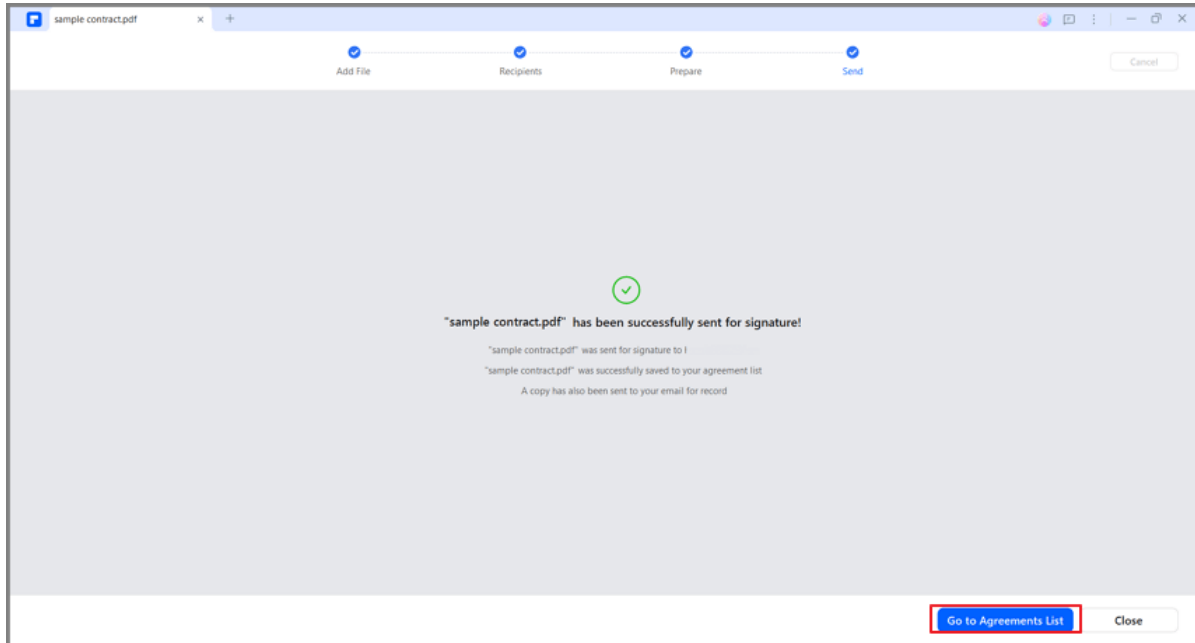 sample contract.pdf
Add File
Recipients
Prepare
Send
Cancel
"sample contract.pdf" has been successfully sent for signature!
"sample contract.pdf" was sent for signature to
"sample contract.pdf" was successfully saved to your agreement list
A copy has also been sent to your email for record
Go to Agreements List
Close